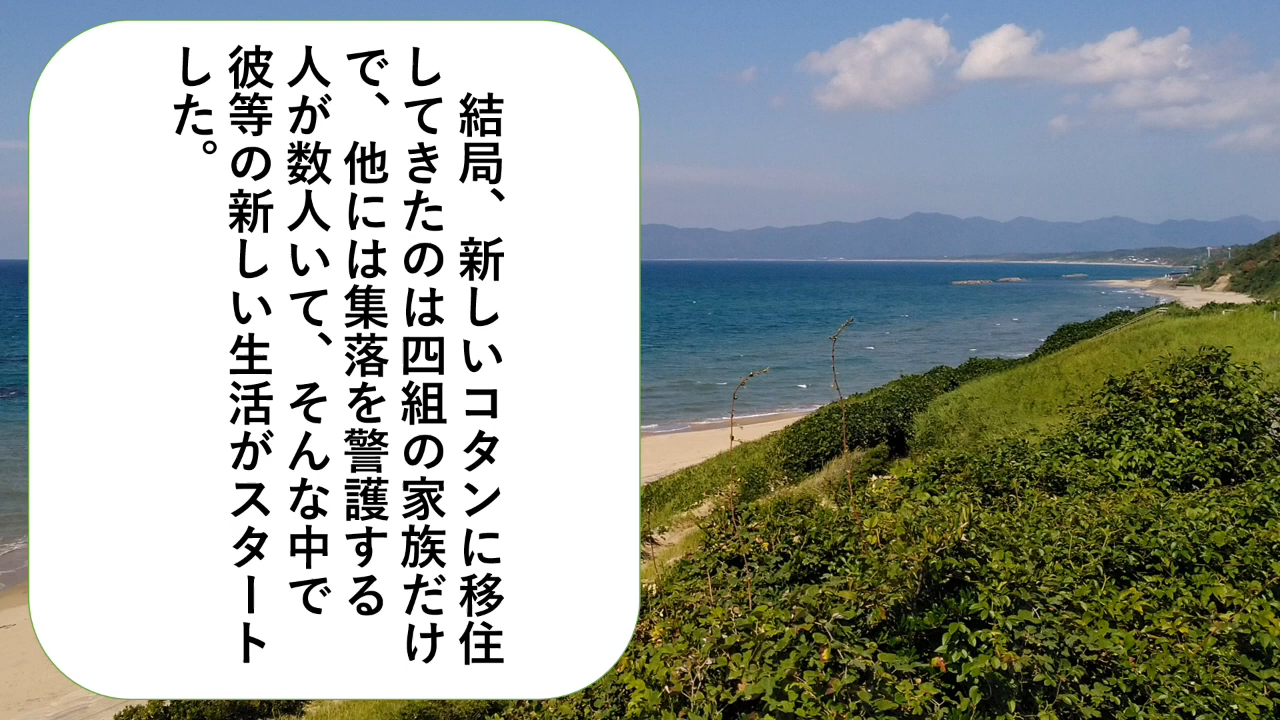 結局、新しいコタンに移住
してきたのは四組の家族だけ
で、他には集落を警護する
人が数人いて、そんな中で
彼等の新しい生活がスタート
した。